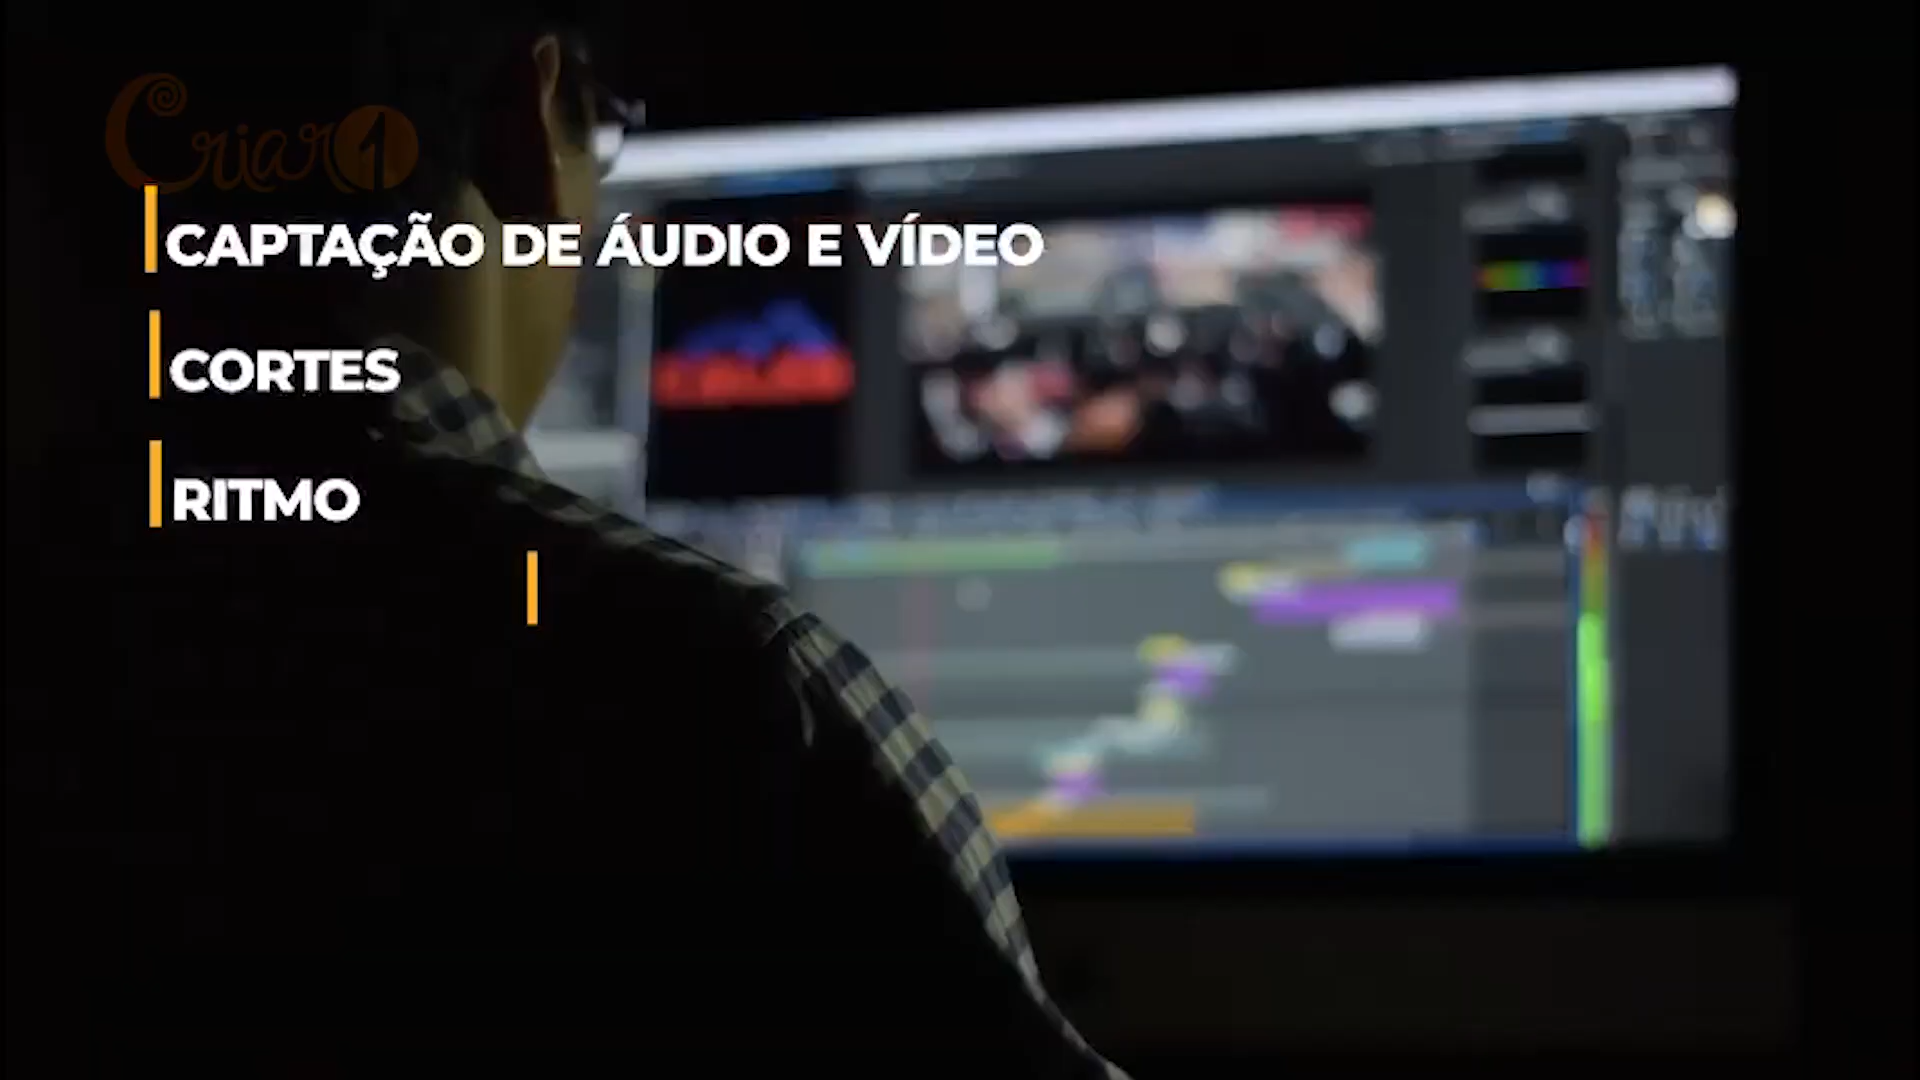 Criar1
CAPTAÇÃO DE ÁUDIO E VÍDEO
CORTES
RITMO